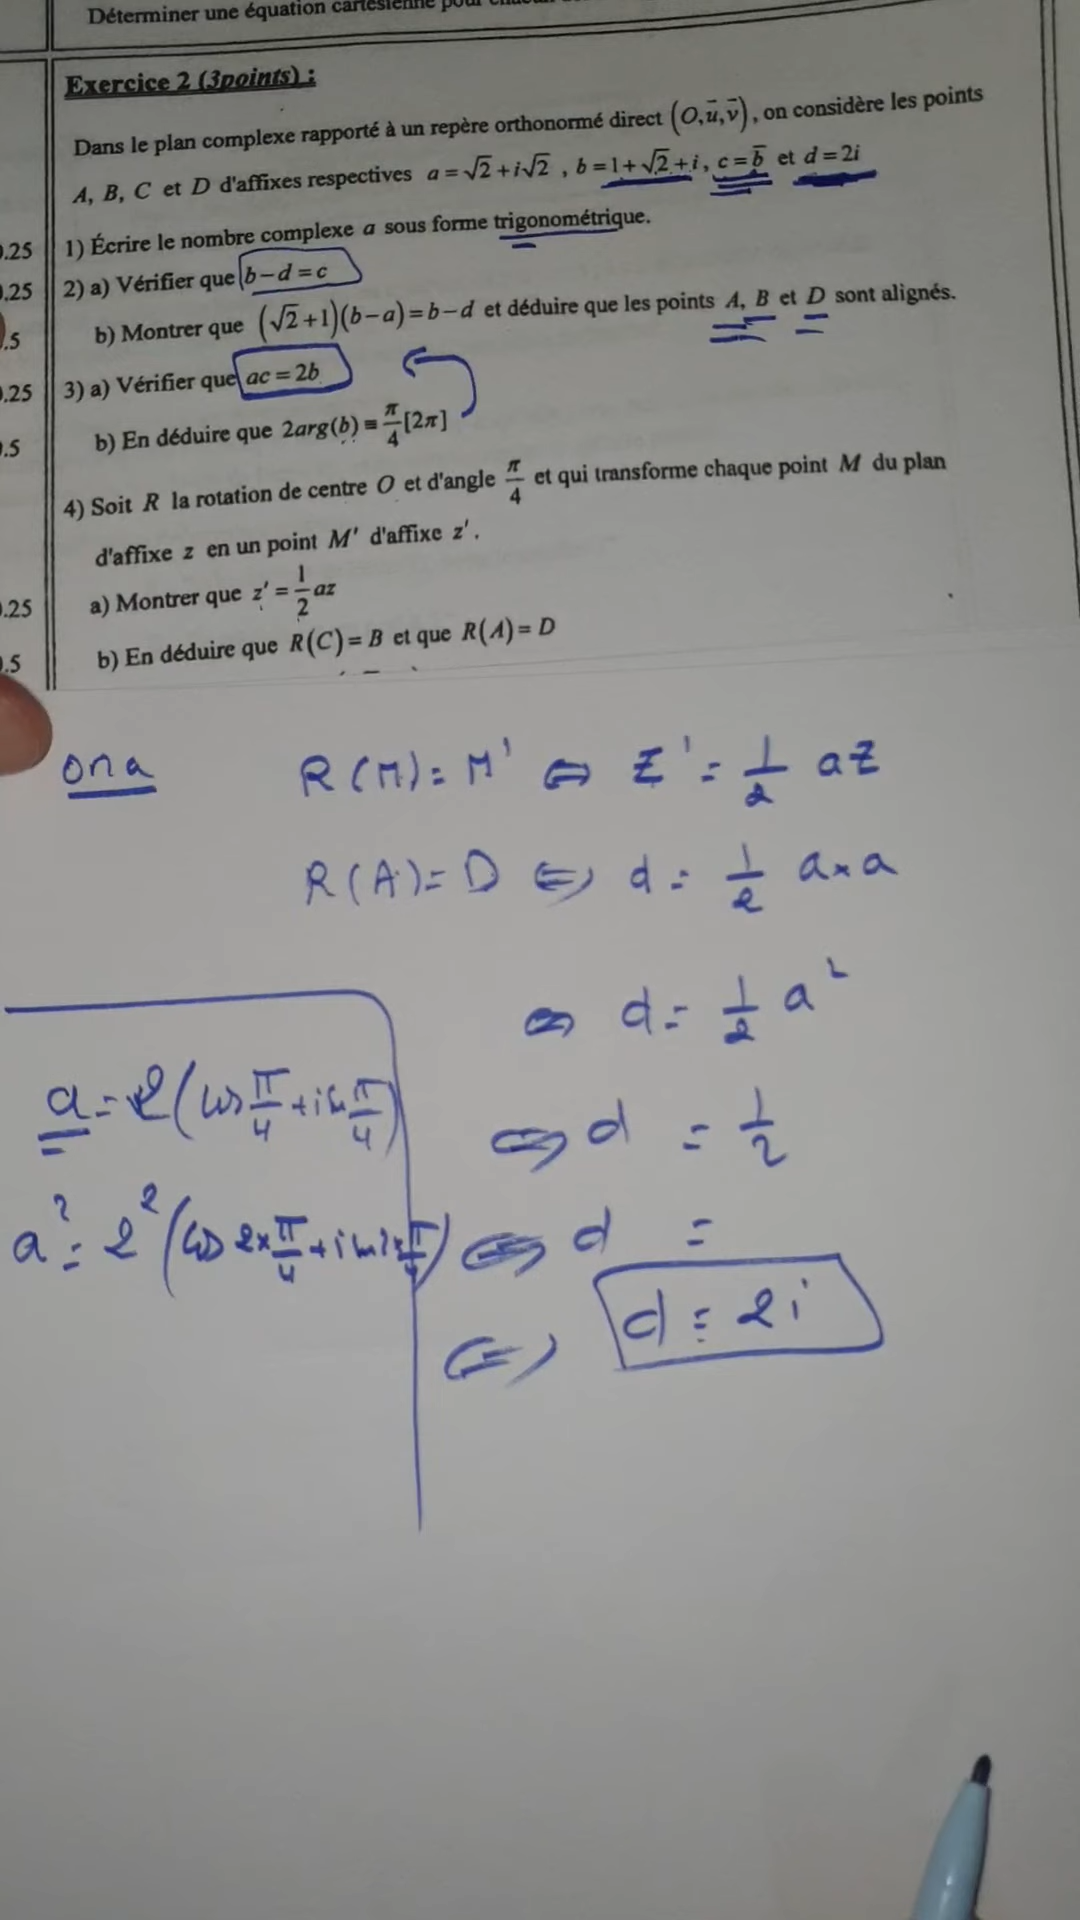 Déterminer une équation cartésienne pour
Exercice 2 (3points) :
Dans le plan complexe rapporté à un repère orthonormé direct (O,u⃗,v⃗), on considère les points
A, B, C et D d'affixes respectives a = √2 + i√2 , b = 1 + √2 + i , c = b̄ et d = 2i
0.25 1) Écrire le nombre complexe a sous forme trigonométrique.
.25 2) a) Vérifier que b − d = c
.5 b) Montrer que (√2 + 1)(b − a) = b − d et déduire que les points A, B et D sont alignés.
.25 3) a) Vérifier que ac = 2b
.5 b) En déduire que 2arg(b) ≡ π/4 [2π]
4) Soit R la rotation de centre O et d'angle π/4 et qui transforme chaque point M du plan
d'affixe z en un point M' d'affixe z'.
.25 a) Montrer que z' = 1/2 az
.5 b) En déduire que R(C) = B et que R(A) = D
on a R(M) = M' ⇔ Z' = 1/2 aZ
R(A) = D ⇔ d = 1/2 a × a
⇔ d = 1/2 a²
a = 2(cos π/4 + i sin π/4) ⇔ d = 1/2
a² = 2² (cos 2×π/4 + i sin 2×π/4) ⇔ d =
⇔ d = 2i